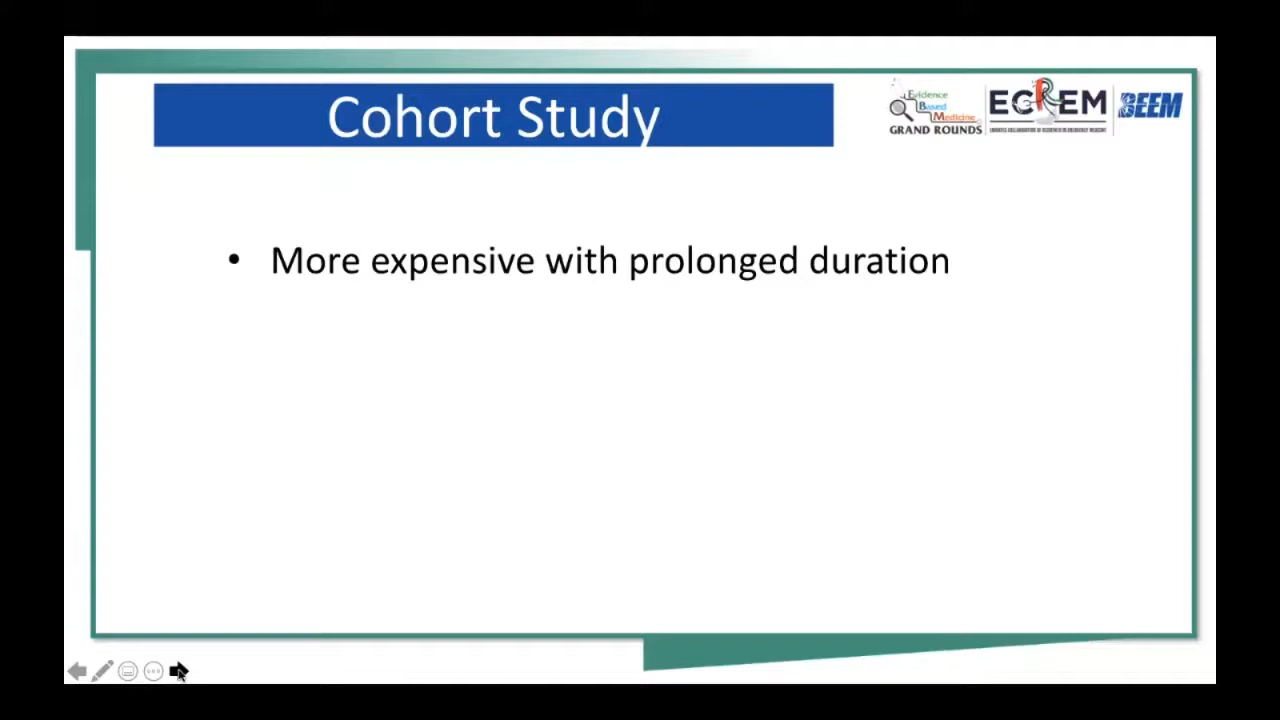 Cohort Study
Evidence
Based
Medicine
GRAND ROUNDS
ECREM
BEEM
• More expensive with prolonged duration